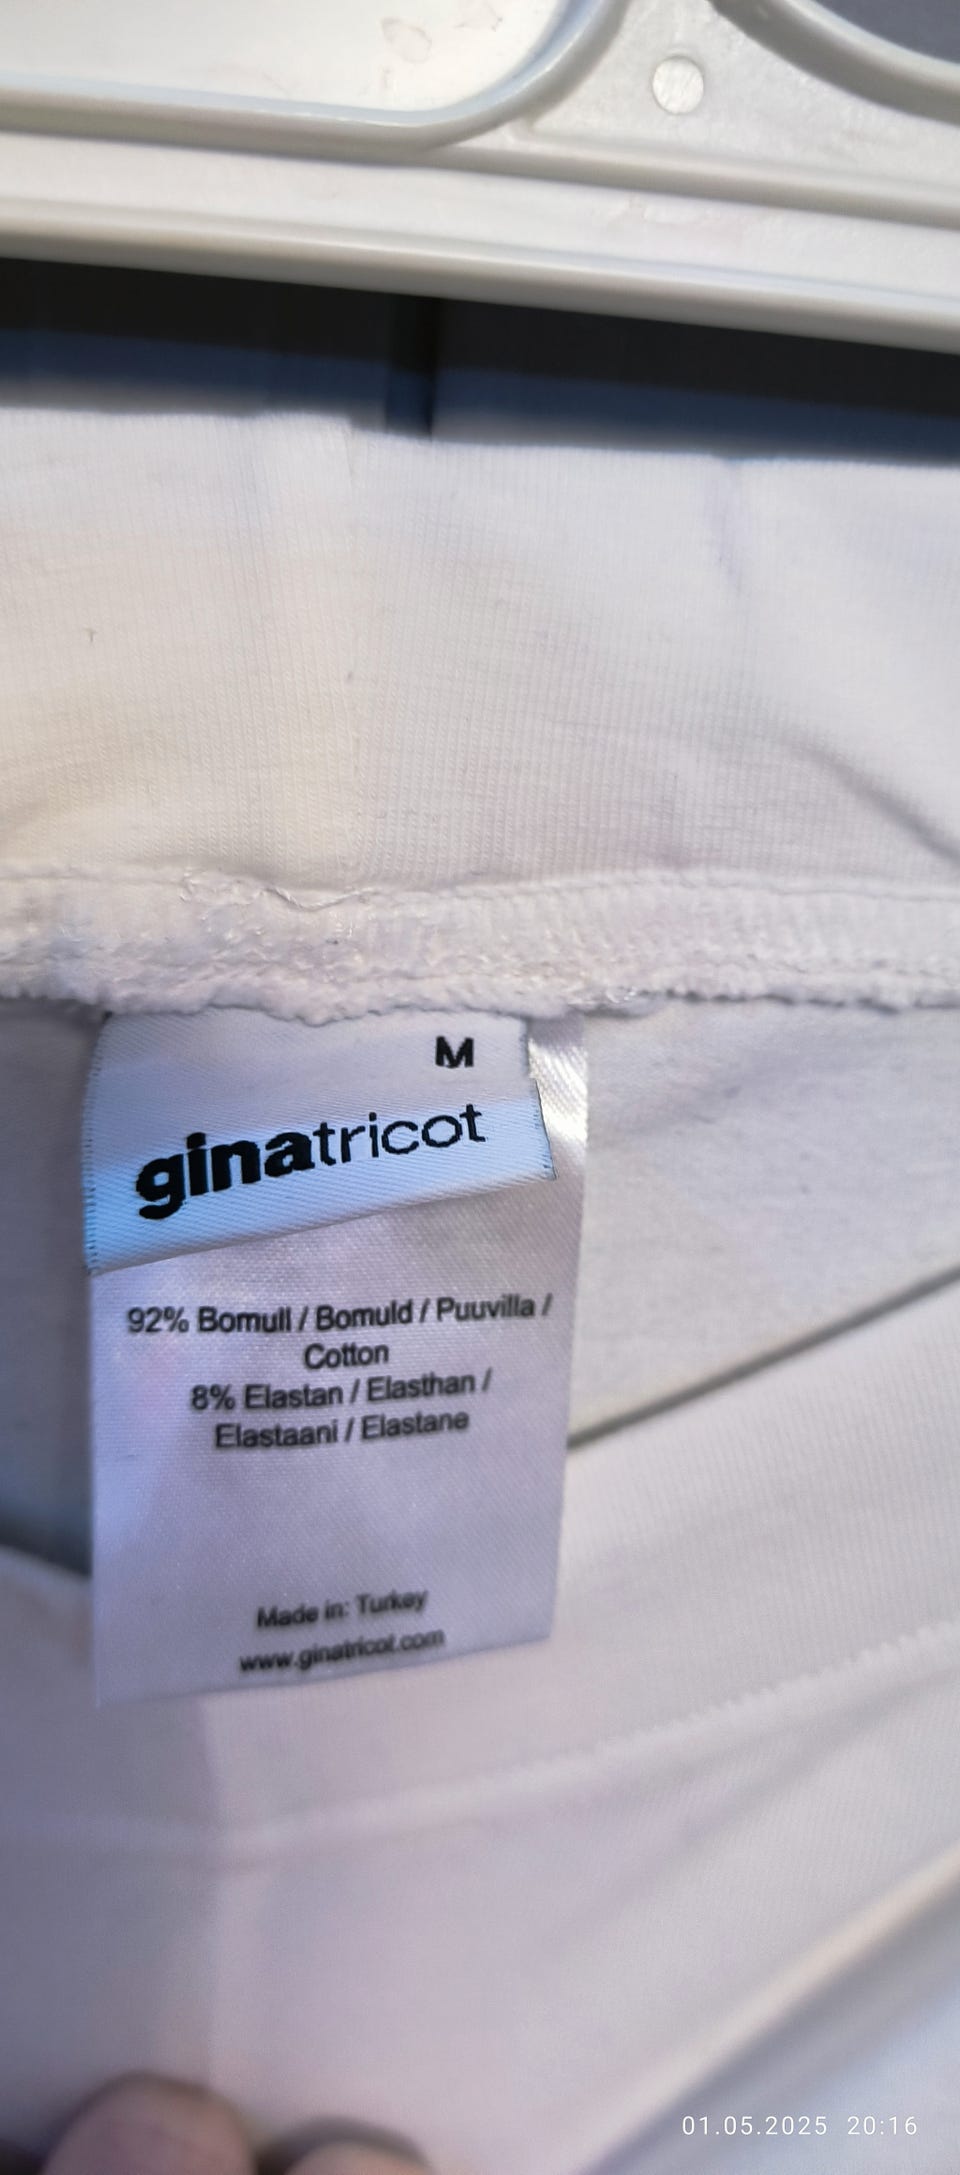 M
ginatricot
92% Bomull / Bomuld / Puuvilla /
Cotton
8% Elastan / Elasthan /
Elastaani / Elastane
Made in: Turkey
www.ginatricot.com
01.05.2025 20:16